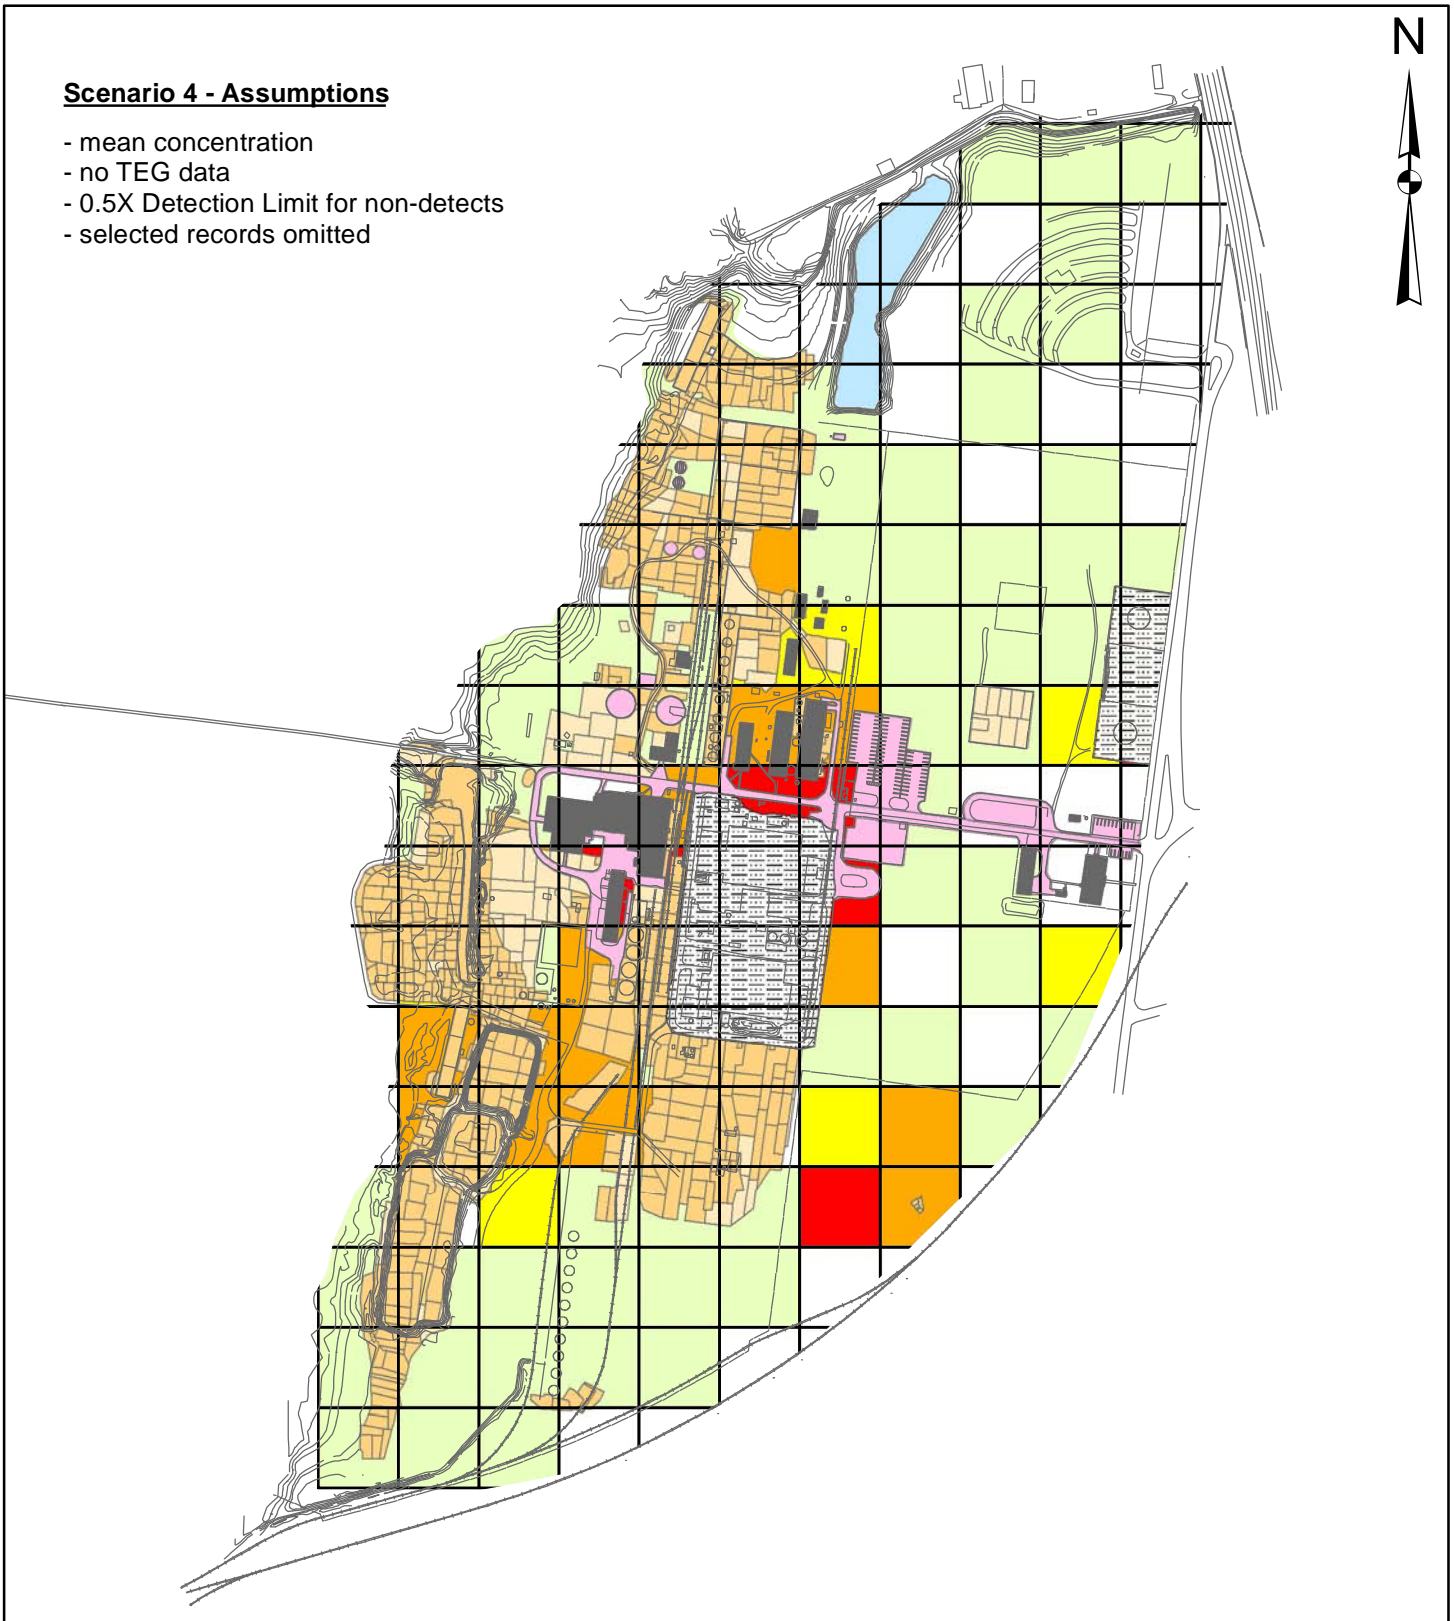 N
Scenario 4 - Assumptions
- mean concentration
- no TEG data
- 0.5X Detection Limit for non-detects
- selected records omitted